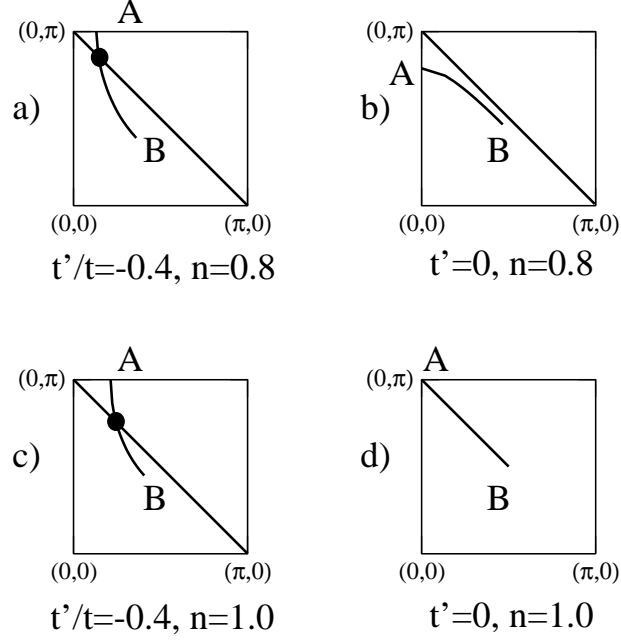 A
(0,π)
a)
B
(0,0) (π,0)
t’/t=-0.4, n=0.8
(0,π)
A
b)
B
(0,0) (π,0)
t’=0, n=0.8
A
(0,π)
c)
B
(0,0) (π,0)
t’/t=-0.4, n=1.0
A
(0,π)
d)
B
(0,0) (π,0)
t’=0, n=1.0